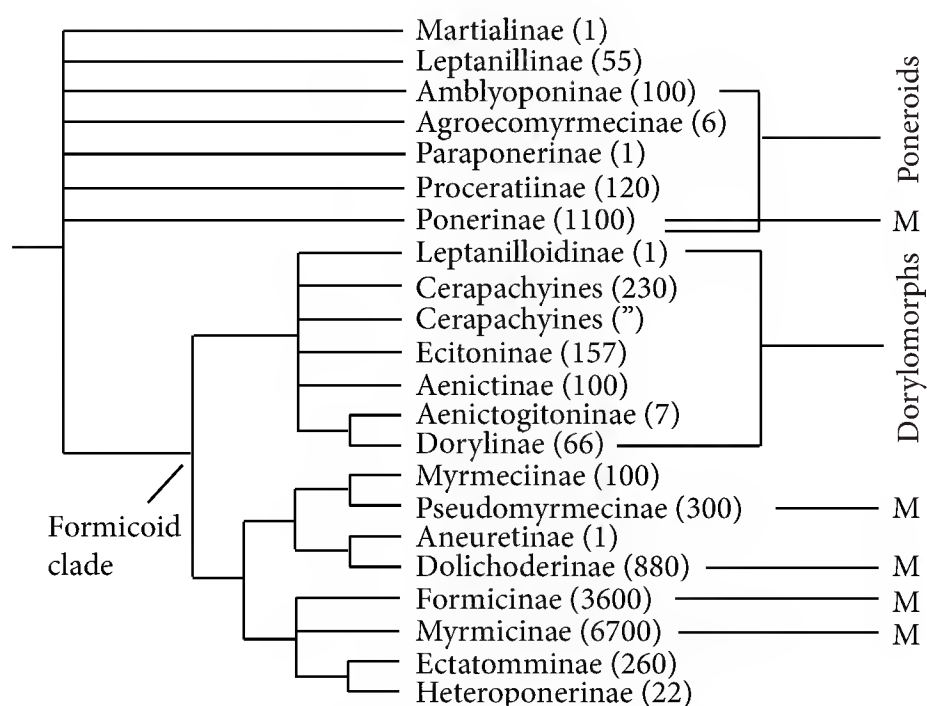 Martialinae (1)
Leptanillinae (55)
Amblyoponinae (100)
Agroecomyrmecinae (6)
Paraponerinae (1)
Proceratiinae (120)
Ponerinae (1100)
M
Poneroids
Leptanilloidinae (1)
Cerapachyines (230)
Cerapachyines (”)
Ecitoninae (157)
Aenictinae (100)
Aenictogitoninae (7)
Dorylinae (66)
Dorylomorphs
Myrmeciinae (100)
Pseudomyrmecinae (300)
M
Aneuretinae (1)
Dolichoderinae (880)
M
Formicinae (3600)
M
Myrmicinae (6700)
M
Ectatomminae (260)
Heteroponerinae (22)
Formicoid
clade